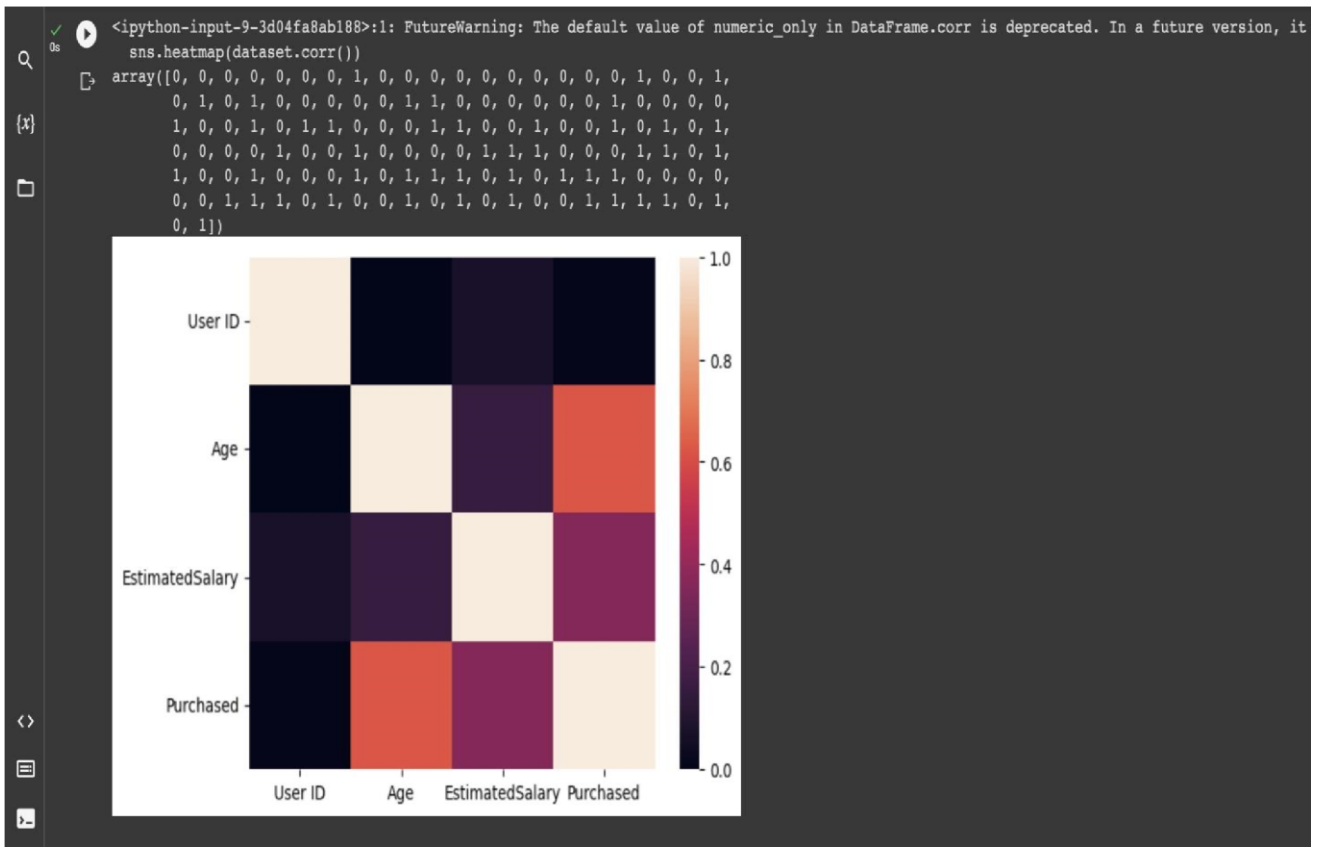 <ipython-input-9-3d04fa8ab188>:1: FutureWarning: The default value of numeric_only in DataFrame.corr is deprecated. In a future version, it
sns.heatmap(dataset.corr())
array([0, 0, 0, 0, 0, 0, 0, 1, 0, 0, 0, 0, 0, 0, 0, 0, 0, 0, 1, 0, 0, 1,
0, 1, 0, 1, 0, 0, 0, 0, 0, 1, 1, 0, 0, 0, 0, 0, 0, 1, 0, 0, 0, 0,
1, 0, 0, 1, 0, 1, 1, 0, 0, 0, 1, 1, 0, 0, 1, 0, 0, 1, 0, 1, 0, 1,
0, 0, 0, 0, 1, 0, 0, 1, 0, 0, 0, 0, 1, 1, 1, 0, 0, 0, 1, 1, 0, 1,
1, 0, 0, 1, 0, 0, 0, 1, 0, 1, 1, 1, 0, 1, 0, 1, 1, 1, 0, 0, 0, 0,
0, 0, 1, 1, 1, 0, 1, 0, 0, 1, 0, 1, 0, 1, 0, 0, 1, 1, 1, 1, 0, 1,
0, 1])
0s
{x}
User ID
Age
EstimatedSalary
Purchased
User ID Age EstimatedSalary Purchased
1.0
0.8
0.6
0.4
0.2
0.0